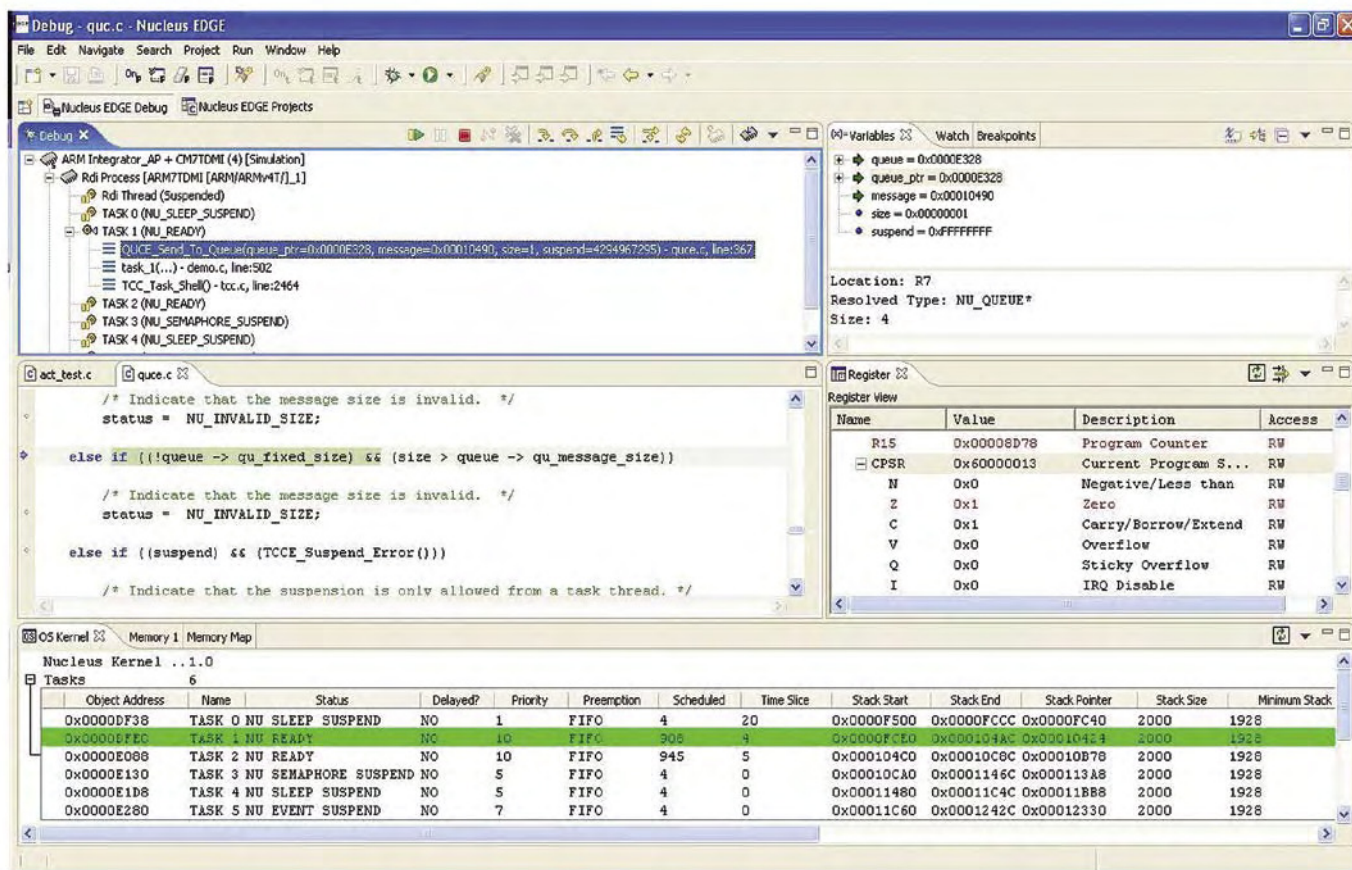 Debug - quc.c - Nucleus EDGE
File Edit Navigate Search Project Run Window Help
Nucleus EDGE Debug Nucleus EDGE Projects
Debug
ARM Integrator_AP + CM7TDMI (4) [Simulation]
Rdi Process [ARM7TDMI [ARM/ARMv4T/]_1]
Rdi Thread (Suspended)
TASK 0 (NU_SLEEP_SUSPEND)
TASK 1 (NU_READY)
QUCE_Send_To_Queue(queue_ptr=0x0000E328, message=0x00010490, size=1, suspend=4294967295) - quce.c, line:367
task_1(...) - demo.c, line:502
TCC_Task_Shell() - tcc.c, line:2464
TASK 2 (NU_READY)
TASK 3 (NU_SEMAPHORE_SUSPEND)
TASK 4 (NU_SLEEP_SUSPEND)
Variables Watch Breakpoints
queue = 0x0000E328
queue_ptr = 0x0000E328
message = 0x00010490
size = 0x00000001
suspend = 0xFFFFFFFF
Location: R7
Resolved Type: NU_QUEUE*
Size: 4
act_test.c quce.c
/* Indicate that the message size is invalid. */
status = NU_INVALID_SIZE;
else if ((!queue -> qu_fixed_size) && (size > queue -> qu_message_size))
/* Indicate that the message size is invalid. */
status = NU_INVALID_SIZE;
else if ((suspend) && (TCCE_Suspend_Error()))
/* Indicate that the suspension is only allowed from a task thread. */
Register
Register View
Name Value Description Access
R15 0x00008D78 Program Counter RW
CPSR 0x60000013 Current Program S... RW
N 0x0 Negative/Less than RW
Z 0x1 Zero RW
C 0x1 Carry/Borrow/Extend RW
V 0x0 Overflow RW
Q 0x0 Sticky Overflow RW
I 0x0 IRQ Disable RW
OS Kernel Memory 1 Memory Map
Nucleus Kernel ..1.0
Tasks 6
Object Address Name Status Delayed? Priority Preemption Scheduled Time Slice Stack Start Stack End Stack Pointer Stack Size Minimum Stack
0x0000DF38 TASK 0 NU SLEEP SUSPEND NO 1 FIFO 4 20 0x0000F500 0x0000FCCC 0x0000FC40 2000 1928
TASK 1 NU READY NO 10 FIFO 4 0x0000FCE0 0x000104AC 0x00010424 2000 1928
0x0000E088 TASK 2 NU READY NO 10 FIFO 945 5 0x000104C0 0x00010C8C 0x00010B78 2000 1928
0x0000E130 TASK 3 NU SEMAPHORE SUSPEND NO 5 FIFO 4 0 0x00010CA0 0x0001146C 0x000113A8 2000 1928
0x0000E1D8 TASK 4 NU SLEEP SUSPEND NO 5 FIFO 4 0 0x00011480 0x00011C4C 0x00011BB8 2000 1928
0x0000E280 TASK 5 NU EVENT SUSPEND NO 7 FIFO 4 0 0x00011C60 0x0001242C 0x00012330 2000 1928